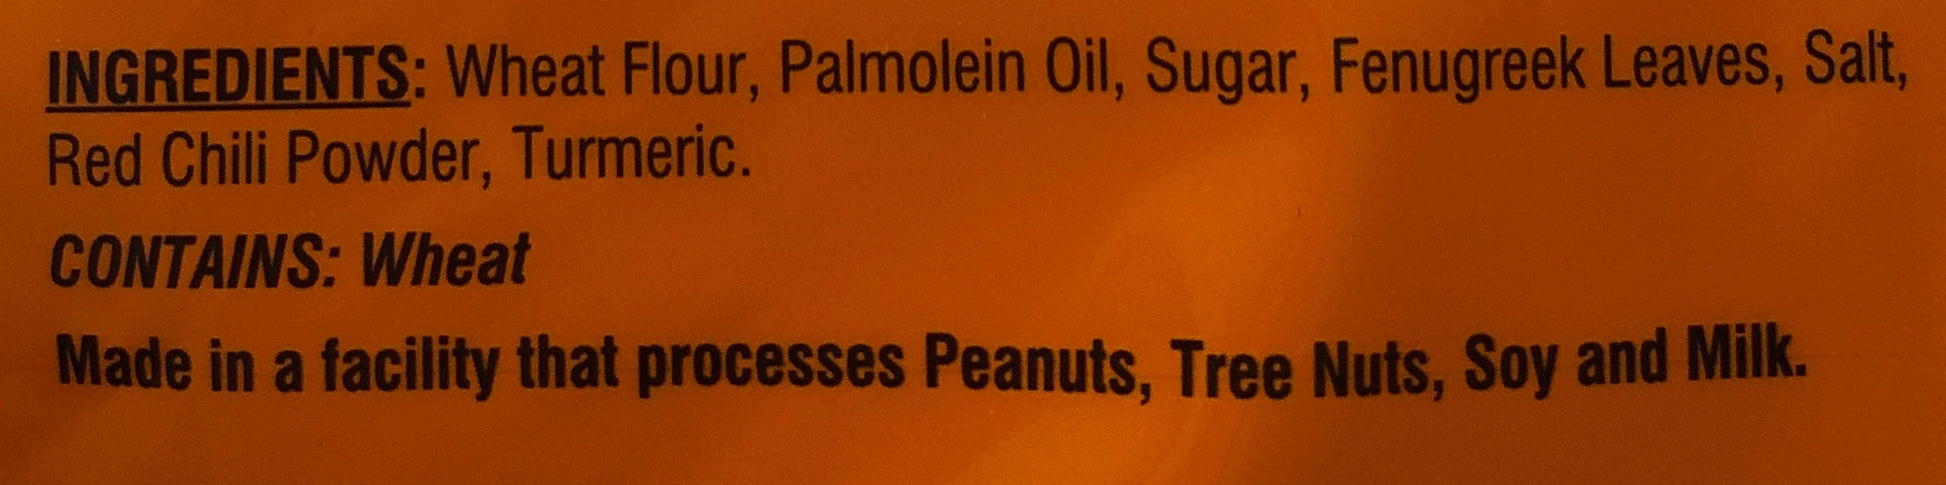 INGREDIENTS: Wheat Flour, Palmolein Oil, Sugar, Fenugreek Leaves, Salt,
Red Chili Powder, Turmeric.
CONTAINS: Wheat
Made in a facility that processes Peanuts, Tree Nuts, Soy and Milk.